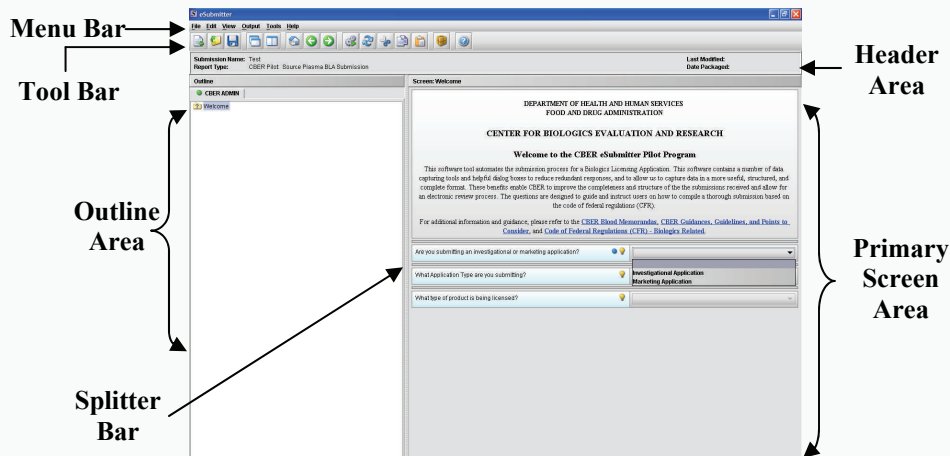 eSubmitter
File Edit View Output Tools Help
Submission Name: Test
Report Type: CBER Pilot: Source Plasma BLA Submission
Last Modified:
Date Packaged:
Outline
CBER ADMIN
Welcome
Screen: Welcome
DEPARTMENT OF HEALTH AND HUMAN SERVICES
FOOD AND DRUG ADMINISTRATION
CENTER FOR BIOLOGICS EVALUATION AND RESEARCH
Welcome to the CBER eSubmitter Pilot Program
This software tool automates the submission process for a Biologics Licensing Application. This software contains a number of data
capturing tools and helpful dialog boxes to reduce redundant responses, and to allow us to capture data in a more useful, structured, and
complete format. These benefits enable CBER to improve the completeness and structure of the the submissions received and allow for
an electronic review process. The questions are designed to guide and instruct users on how to compile a thorough submission based on
the code of federal regulations (CFR).
For additional information and guidance, please refer to the CBER Blood Memorandas, CBER Guidances, Guidelines, and Points to
Consider, and Code of Federal Regulations (CFR) - Biologics Related.
Are you submitting an investigational or marketing application?
What Application Type are you submitting?
Investigational Application
Marketing Application
What type of product is being licensed?
Menu Bar
Tool Bar
Outline
Area
Splitter
Bar
Header
Area
Primary
Screen
Area